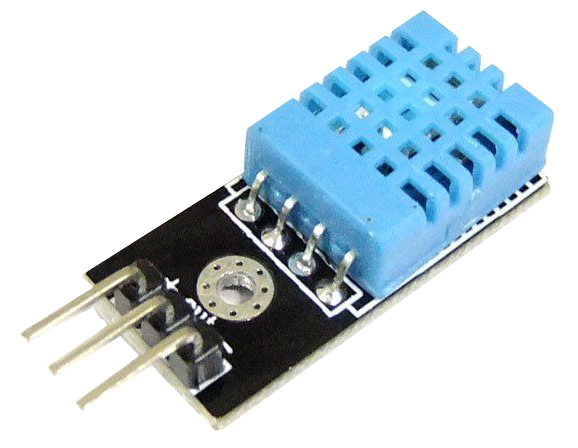 + out -